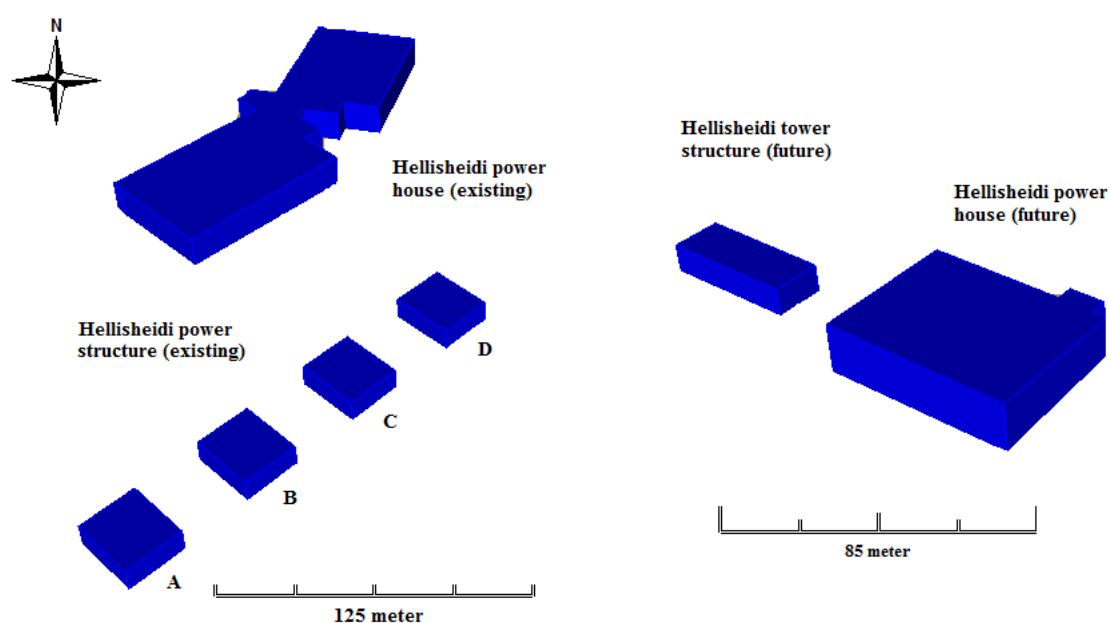 N
Hellisheidi power
house (existing)
Hellisheidi tower
structure (future)
Hellisheidi power
house (future)
Hellisheidi power
structure (existing)
D
C
B
A
125 meter
85 meter